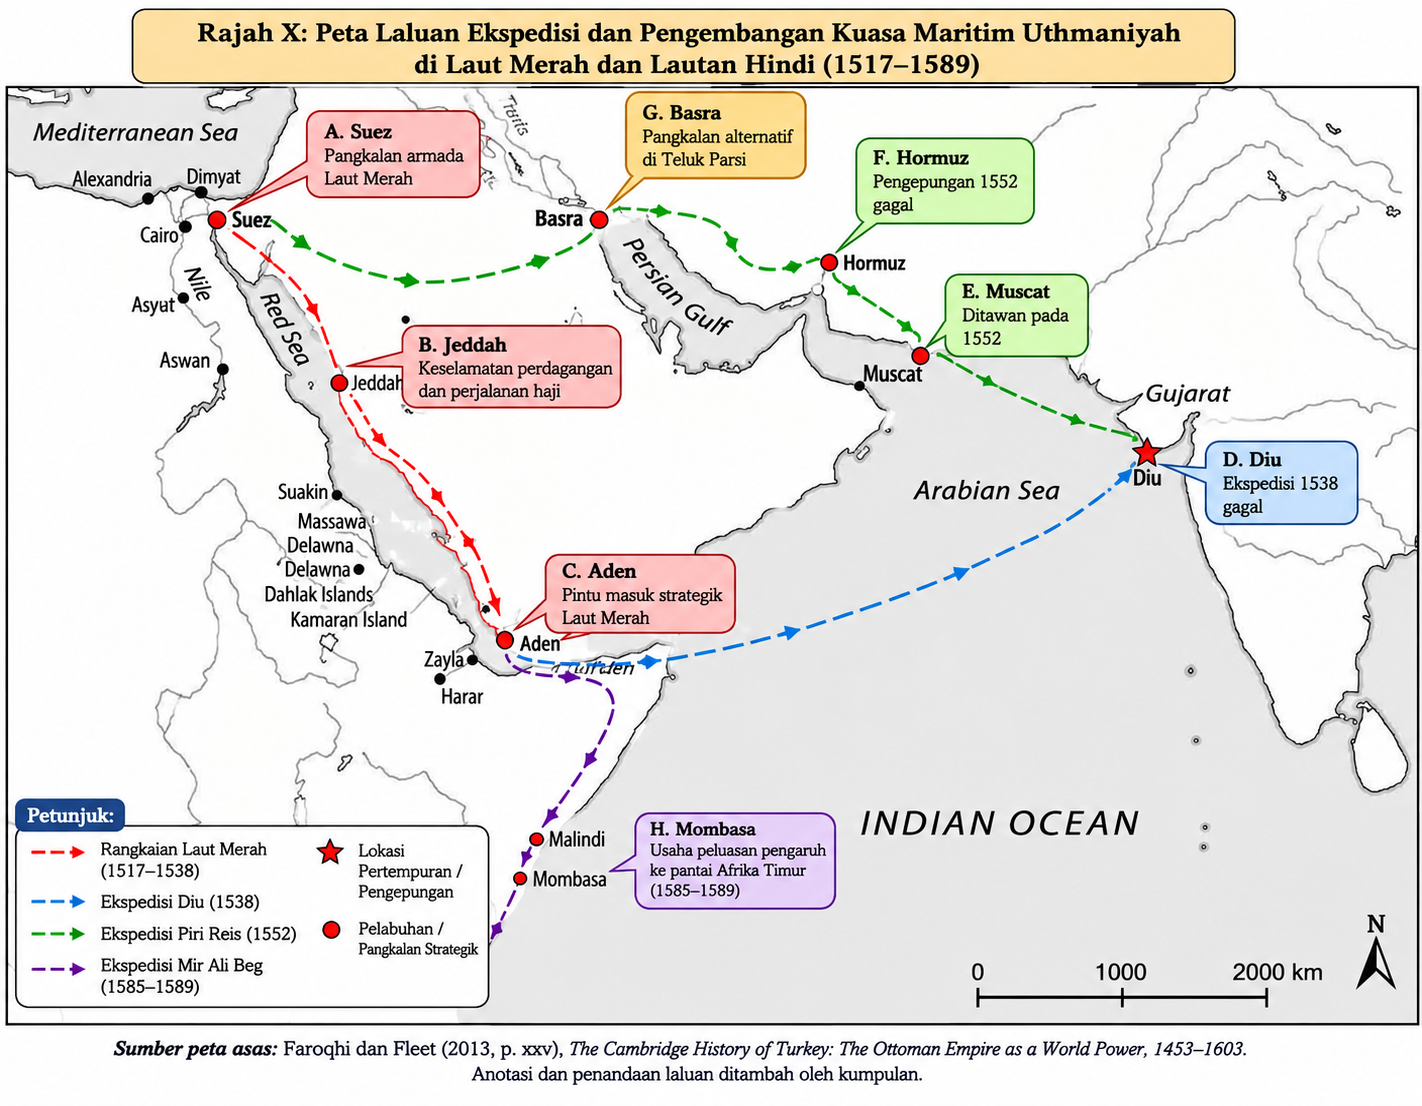 Rajah X: Peta Laluan Ekspedisi dan Pengembangan Kuasa Maritim Uthmaniyah
di Laut Merah dan Lautan Hindi (1517–1589)
Mediterranean Sea
Alexandria
Dimyat
Cairo
Suez
A. Suez
Pangkalan armada
Laut Merah
G. Basra
Pangkalan alternatif
di Teluk Parsi
Basra
F. Hormuz
Pengepungan 1552
gagal
Hormuz
Nile
Asyat
Red Sea
Persian Gulf
E. Muscat
Ditawan pada
1552
Aswan
B. Jeddah
Keselamatan perdagangan
dan perjalanan haji
Jeddah
Muscat
Gujarat
D. Diu
Ekspedisi 1538
gagal
Diu
Suakin
Arabian Sea
Massawa
Delawna
Delawna
Dahlak Islands
Kamaran Island
C. Aden
Pintu masuk strategik
Laut Merah
Aden
Zayla
Harar
Malindi
Mombasa
H. Mombasa
Usaha peluasan pengaruh
ke pantai Afrika Timur
(1585–1589)
INDIAN OCEAN
Petunjuk:
Rangkaian Laut Merah
(1517–1538)
Ekspedisi Diu (1538)
Ekspedisi Piri Reis (1552)
Ekspedisi Mir Ali Beg
(1585–1589)
Lokasi
Pertempuran /
Pengepungan
Pelabuhan /
Pangkalan Strategik
N
0 1000 2000 km
Sumber peta asas: Faroqhi dan Fleet (2013, p. xxv), The Cambridge History of Turkey: The Ottoman Empire as a World Power, 1453–1603.
Anotasi dan penandaan laluan ditambah oleh kumpulan.